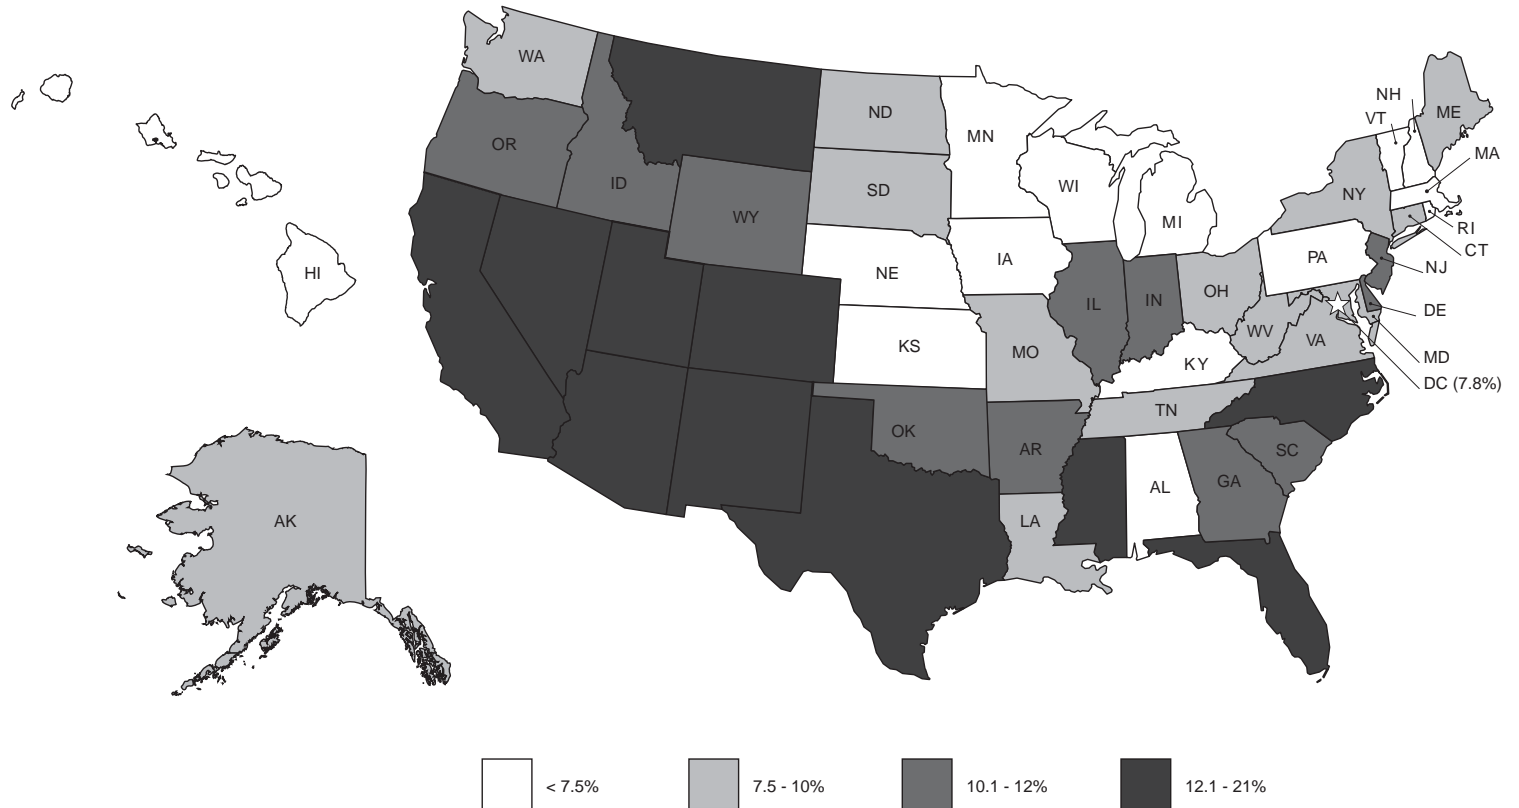 WA
NH
VT
ME
ND
MN
OR
MA
ID
SD
WI
NY
WY
MI
RI
CT
PA
HI
NE
IA
NJ
OH
IL
IN
DE
WV
VA
KS
MO
KY
MD
DC (7.8%)
TN
OK
AR
SC
GA
AL
AK
LA
< 7.5%
7.5 - 10%
10.1 - 12%
12.1 - 21%